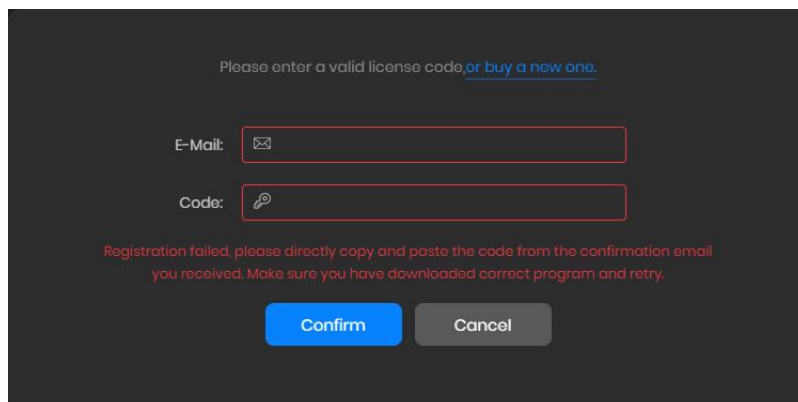 Please enter a valid license code,or buy a new one.
E-Mail:
Code:
Registration failed, please directly copy and paste the code from the confirmation email
you received. Make sure you have downloaded correct program and retry.
Confirm Cancel